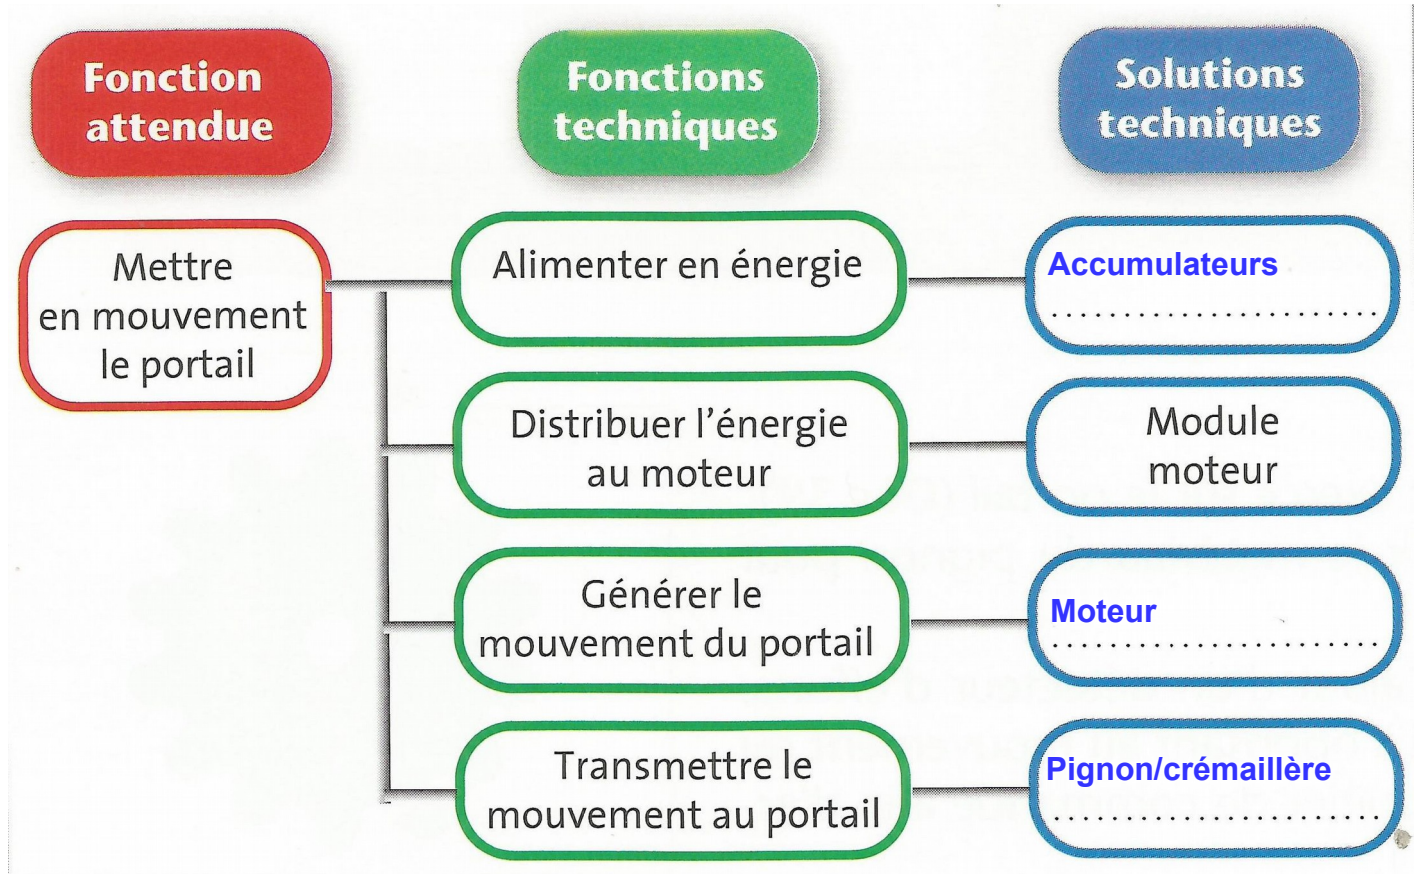 Fonction
attendue
Fonctions
techniques
Solutions
techniques
Mettre
en mouvement
le portail
Alimenter en énergie
Accumulateurs
Distribuer l'énergie
au moteur
Module
moteur
Générer le
mouvement du portail
Moteur
Transmettre le
mouvement au portail
Pignon/crémaillère